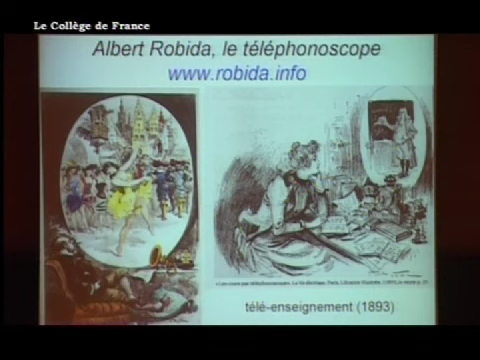 Le Collège de France
Albert Robida, le téléphonoscope
www.robida.info
télé-enseignement (1893)